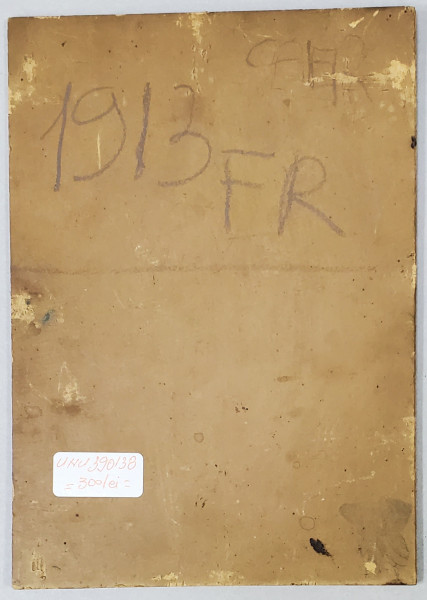 1913
FR
UNU 390138
= 300 lei =